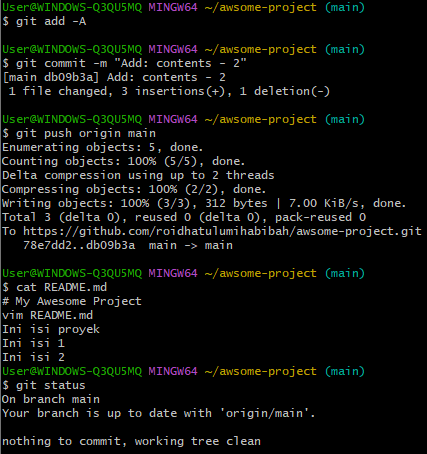 User@WINDOWS-Q3QU5MQ MINGW64 ~/awsome-project (main)
$ git add -A

User@WINDOWS-Q3QU5MQ MINGW64 ~/awsome-project (main)
$ git commit -m "Add: contents - 2"
[main db09b3a] Add: contents - 2
 1 file changed, 3 insertions(+), 1 deletion(-)

User@WINDOWS-Q3QU5MQ MINGW64 ~/awsome-project (main)
$ git push origin main
Enumerating objects: 5, done.
Counting objects: 100% (5/5), done.
Delta compression using up to 2 threads
Compressing objects: 100% (2/2), done.
Writing objects: 100% (3/3), 312 bytes | 7.00 KiB/s, done.
Total 3 (delta 0), reused 0 (delta 0), pack-reused 0
To https://github.com/roidhatulumihabibah/awsome-project.git
   78e7dd2..db09b3a  main -> main

User@WINDOWS-Q3QU5MQ MINGW64 ~/awsome-project (main)
$ cat README.md
# My Awesome Project
vim README.md
Ini isi proyek
Ini isi 1
Ini isi 2

User@WINDOWS-Q3QU5MQ MINGW64 ~/awsome-project (main)
$ git status
On branch main
Your branch is up to date with 'origin/main'.

nothing to commit, working tree clean